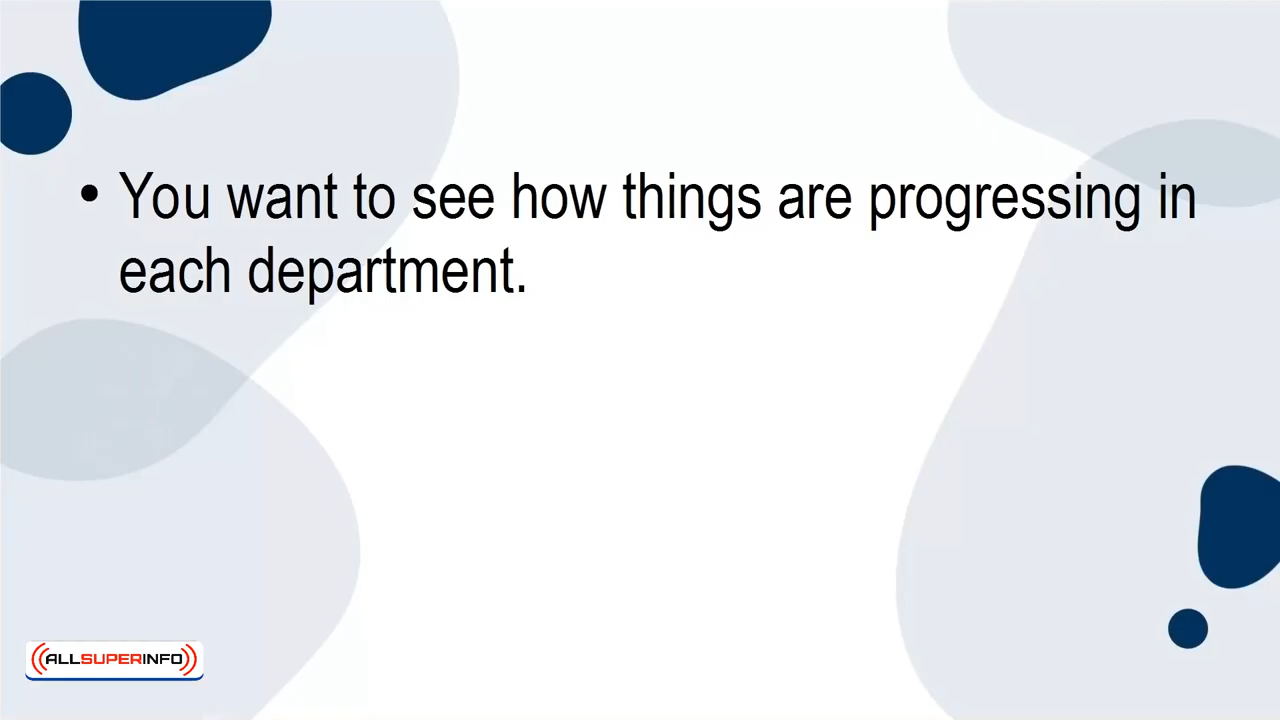 • You want to see how things are progressing in
each department.
ALLSUPERINFO